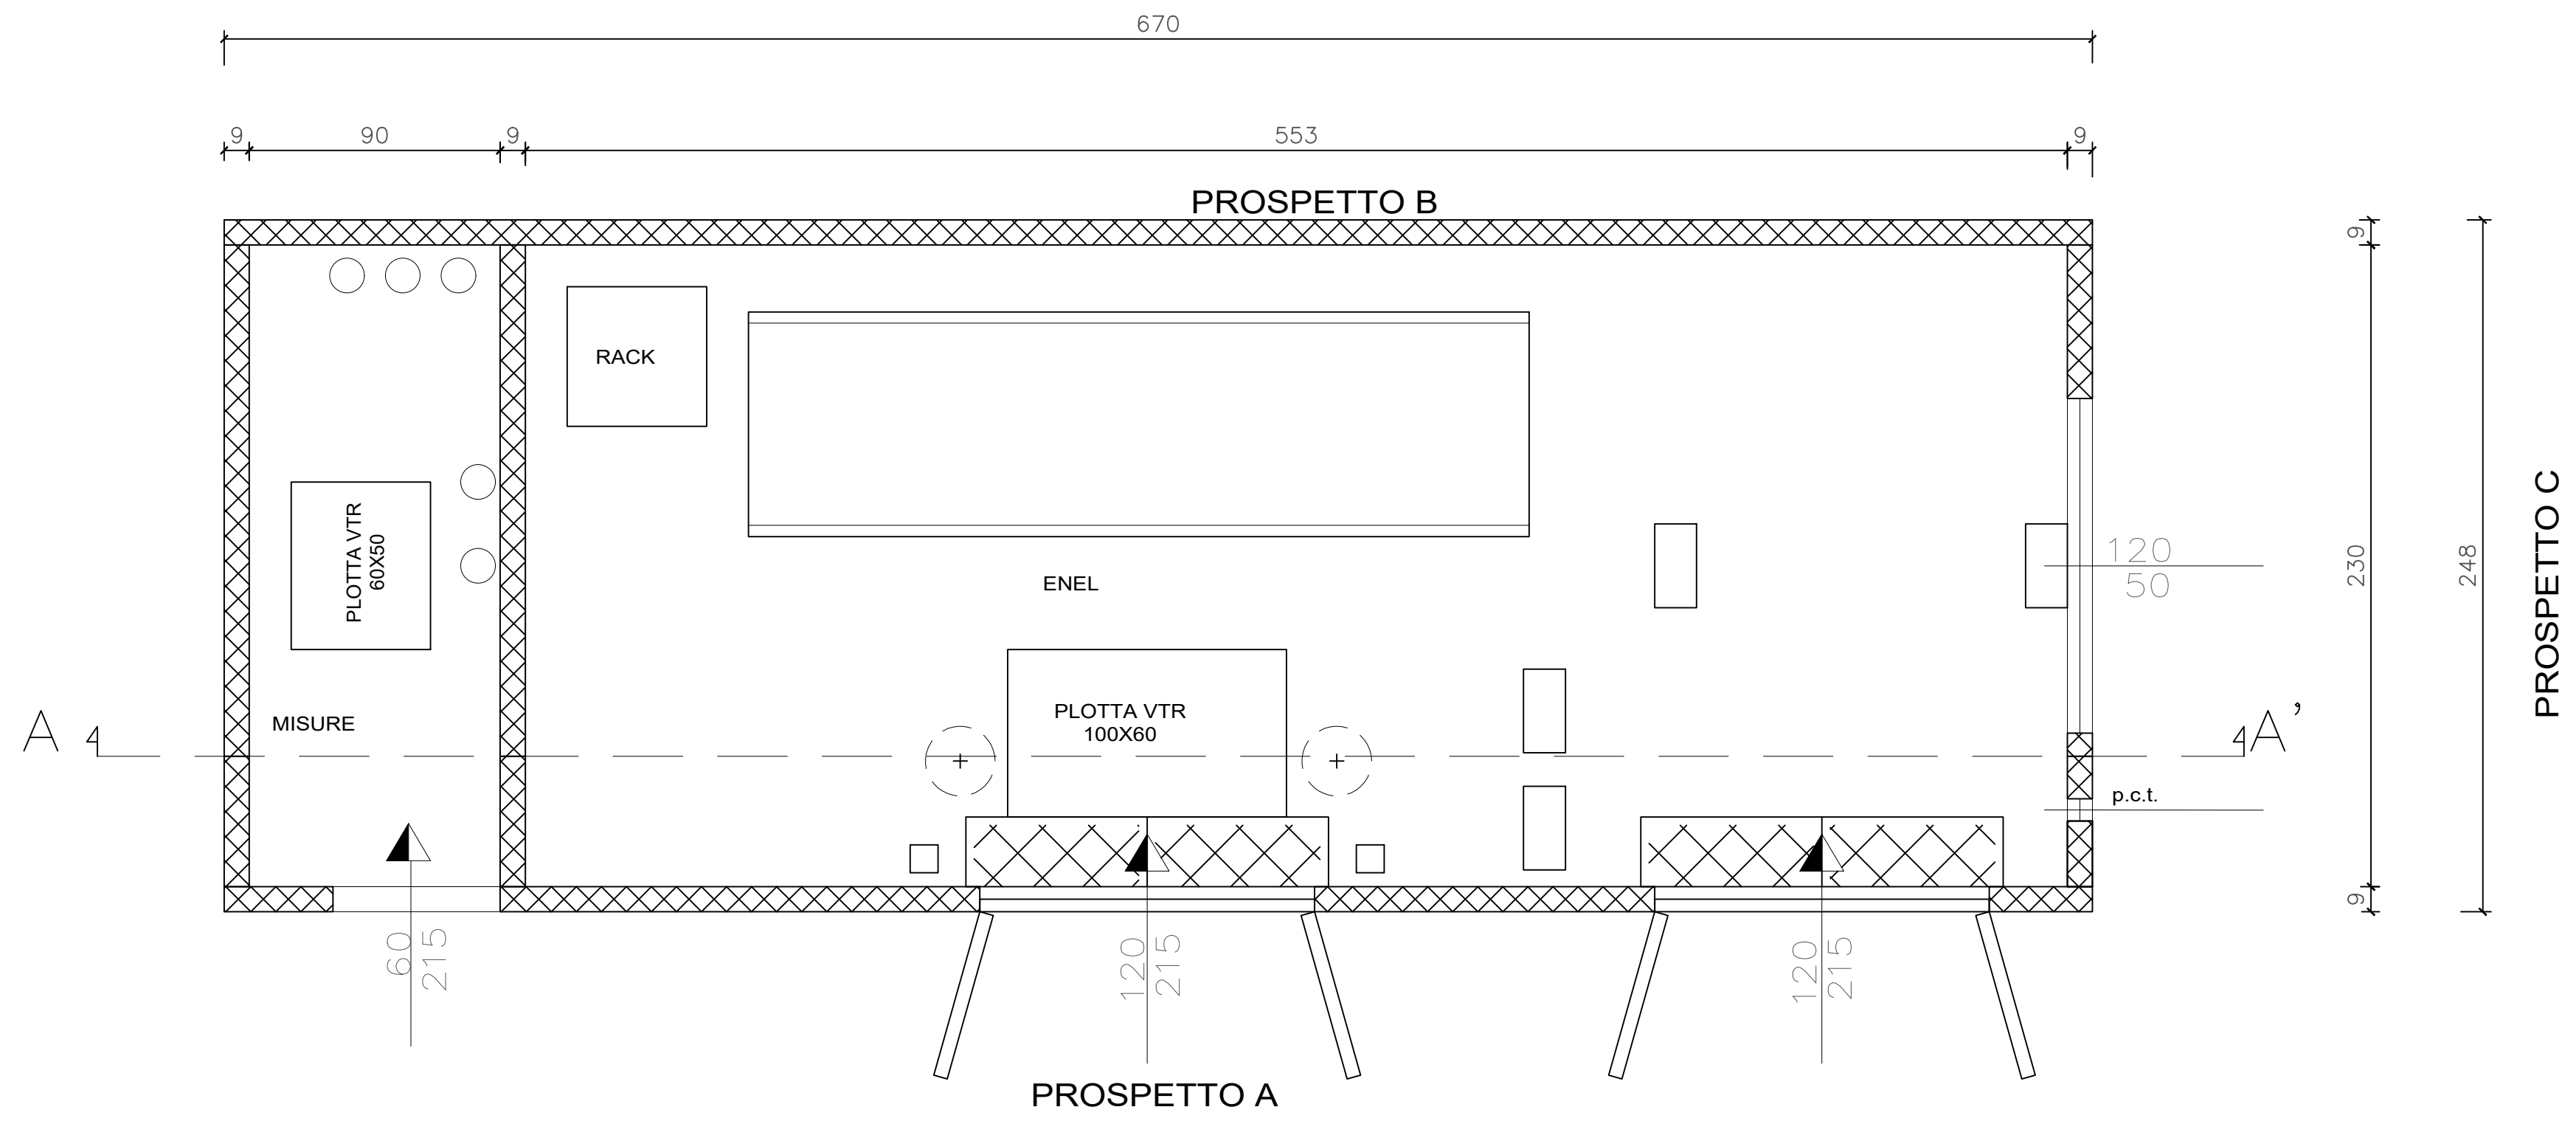 670
9
90
9
553
9
PROSPETTO B
9
RACK
PLOTTA VTR
60X50
ENEL
120
50
230
248
PROSPETTO C
MISURE
PLOTTA VTR
100X60
A
A'
p.c.t.
9
60
215
120
215
120
215
PROSPETTO A